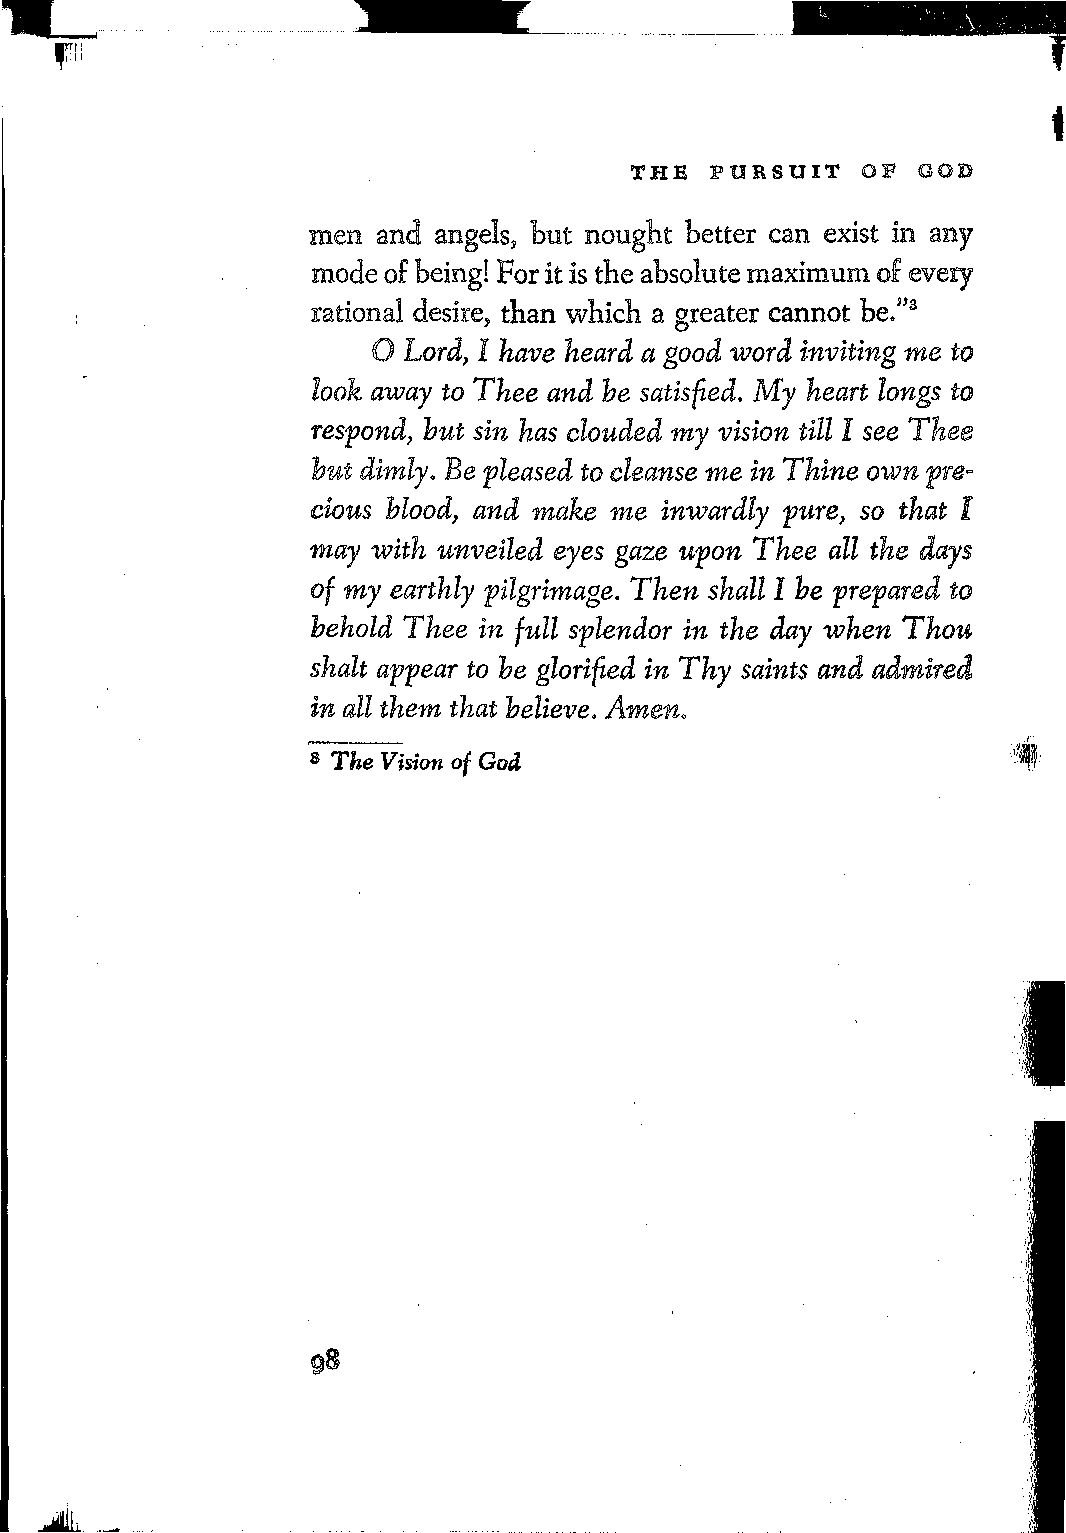 THE PURSUIT OF GOD
men and angels, but nought better can exist in any
mode of being! For it is the absolute maximum of every
rational desire, than which a greater cannot be."³
O Lord, I have heard a good word inviting me to
look away to Thee and be satisfied. My heart longs to
respond, but sin has clouded my vision till I see Thee
but dimly. Be pleased to cleanse me in Thine own pre-
cious blood, and make me inwardly pure, so that I
may with unveiled eyes gaze upon Thee all the days
of my earthly pilgrimage. Then shall I be prepared to
behold Thee in full splendor in the day when Thou
shalt appear to be glorified in Thy saints and admired
in all them that believe. Amen.
³ The Vision of God
98